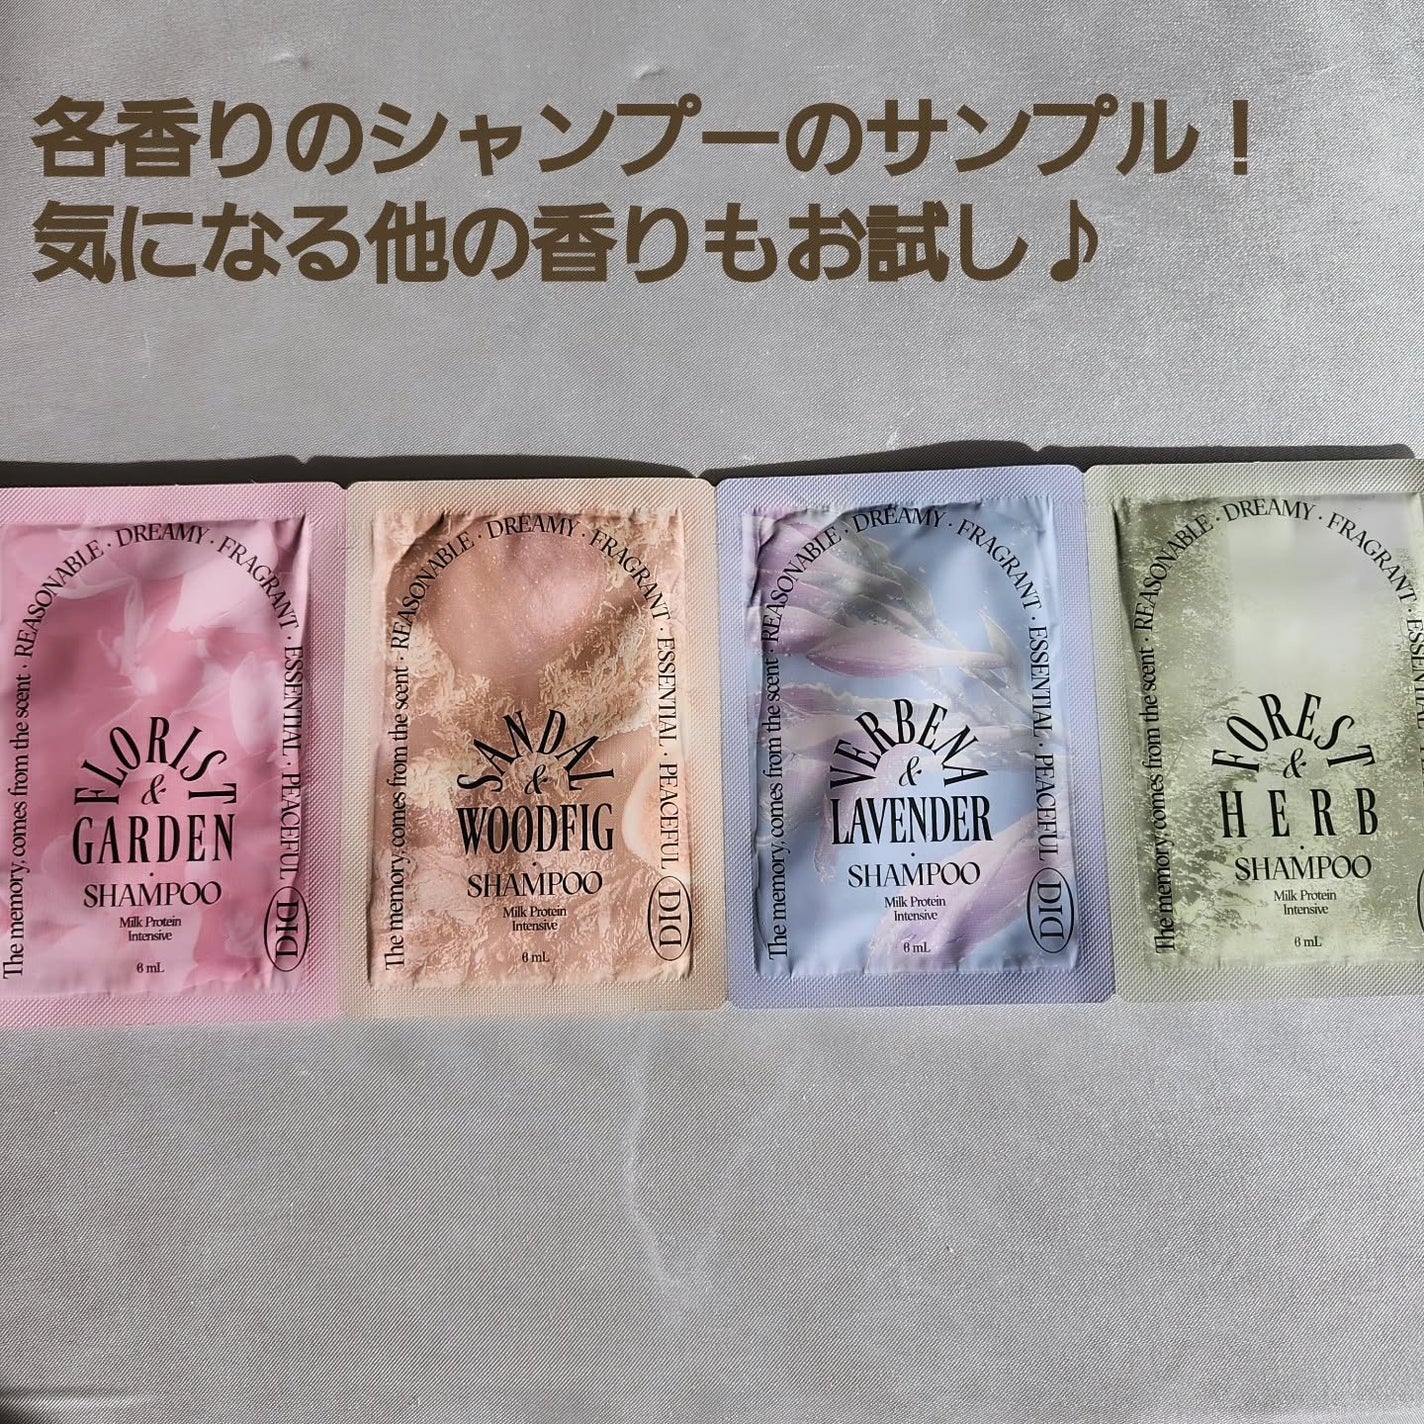 各香りのシャンプーのサンプル！
気になる他の香りもお試し♪
The memory, comes from the scent · REASONABLE · DREAMY · FRAGRANT · ESSENTIAL · PEACEFUL
FLORIST
&
GARDEN
·
SHAMPOO
Milk Protein
Intensive
6 mL
DID
The memory, comes from the scent · REASONABLE · DREAMY · FRAGRANT · ESSENTIAL · PEACEFUL
SANDAL
&
WOODFIG
·
SHAMPOO
Milk Protein
Intensive
6 mL
DID
The memory, comes from the scent · REASONABLE · DREAMY · FRAGRANT · ESSENTIAL · PEACEFUL
VERBENA
&
LAVENDER
·
SHAMPOO
Milk Protein
Intensive
6 mL
DID
The memory, comes from the scent · REASONABLE · DREAMY · FRAGRANT ·
FOREST
&
HERB
·
SHAMPOO
Milk Protein
Intensive
6 mL